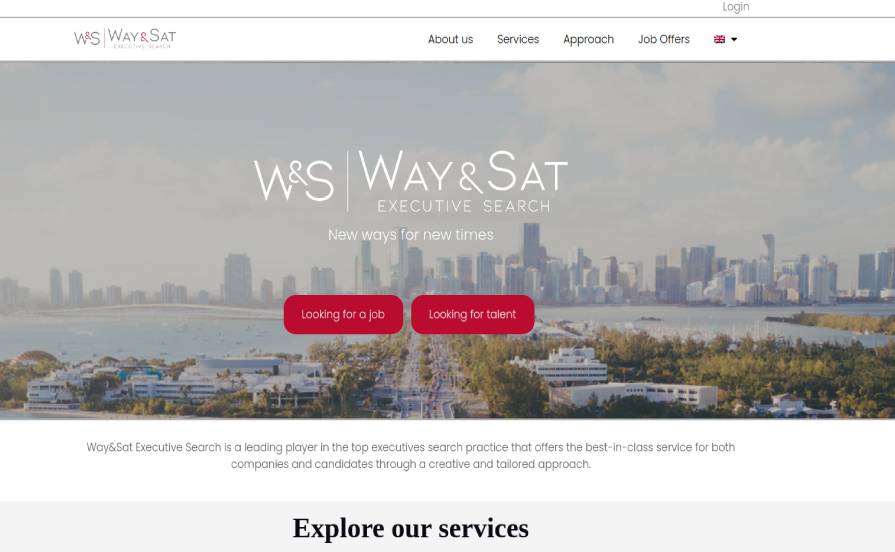 Login
W&S WAY & SAT
EXECUTIVE SEARCH
About us
Services
Approach
Job Offers
W&S WAY & SAT
EXECUTIVE SEARCH
New ways for new times
Looking for a job
Looking for talent
Way&Sat Executive Search is a leading player in the top executives search practice that offers the best-in-class service for both
companies and candidates through a creative and tailored approach.
Explore our services